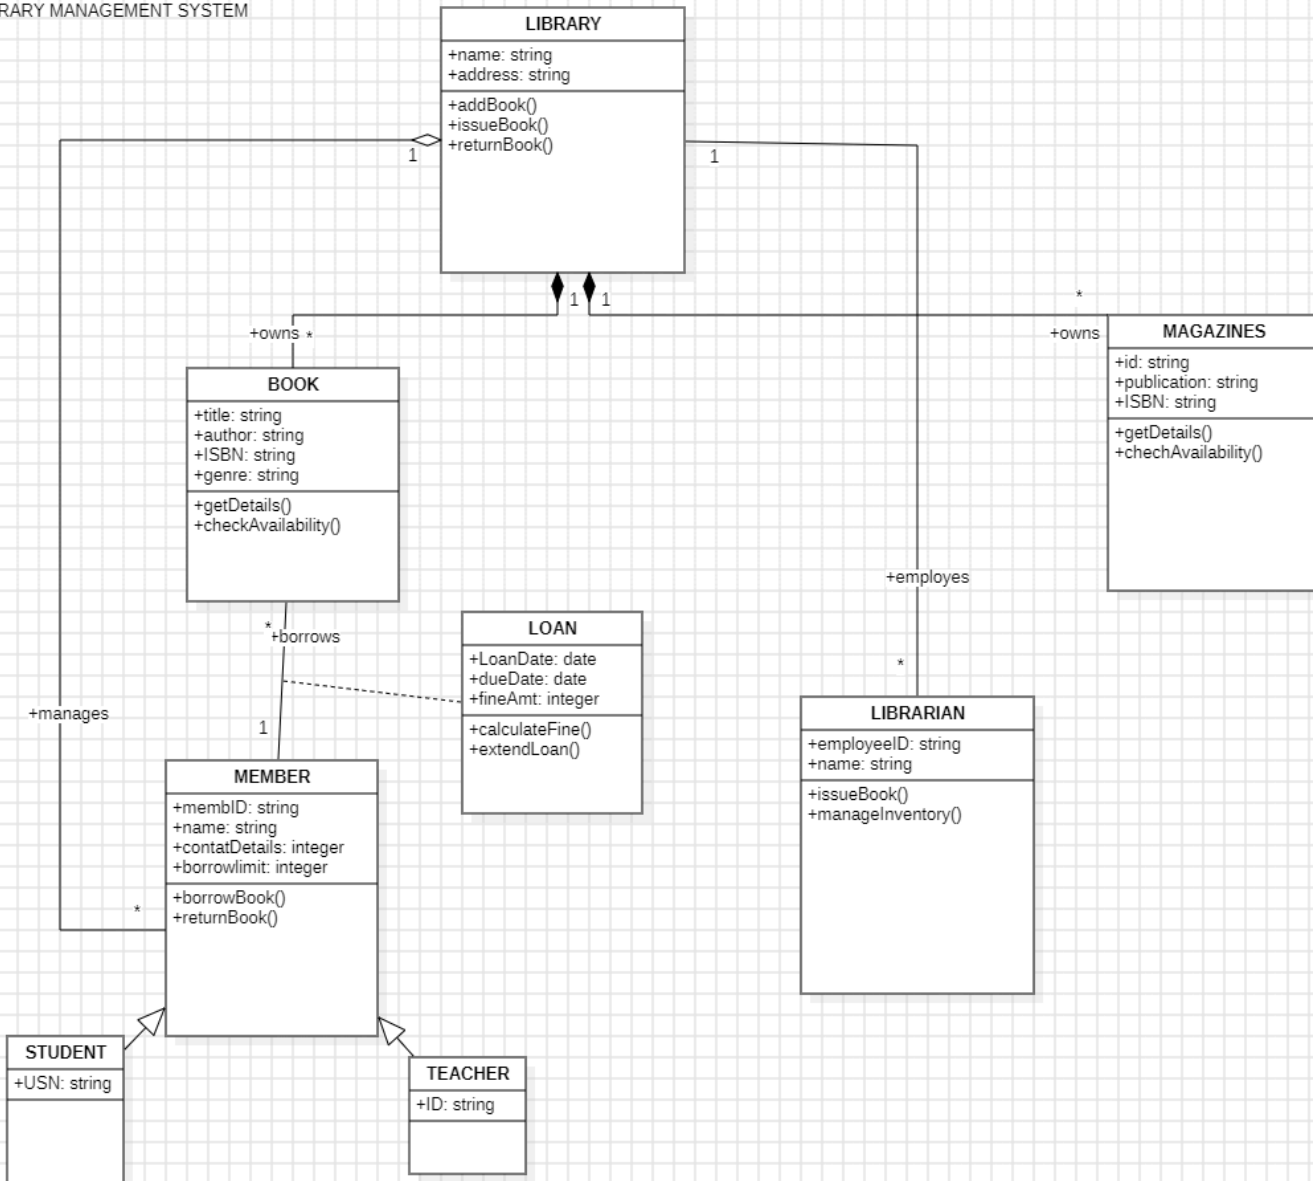 RARY MANAGEMENT SYSTEM
LIBRARY
+name: string
+address: string
+addBook()
+issueBook()
+returnBook()
1
1
1
1
+owns *
*
+owns
MAGAZINES
+id: string
+publication: string
+ISBN: string
+getDetails()
+chechAvailability()
BOOK
+title: string
+author: string
+ISBN: string
+genre: string
+getDetails()
+checkAvailability()
*
+borrows
1
LOAN
+LoanDate: date
+dueDate: date
+fineAmt: integer
+calculateFine()
+extendLoan()
+employes
*
LIBRARIAN
+employeeID: string
+name: string
+issueBook()
+manageInventory()
+manages
*
MEMBER
+membID: string
+name: string
+contatDetails: integer
+borrowlimit: integer
+borrowBook()
+returnBook()
STUDENT
+USN: string
TEACHER
+ID: string